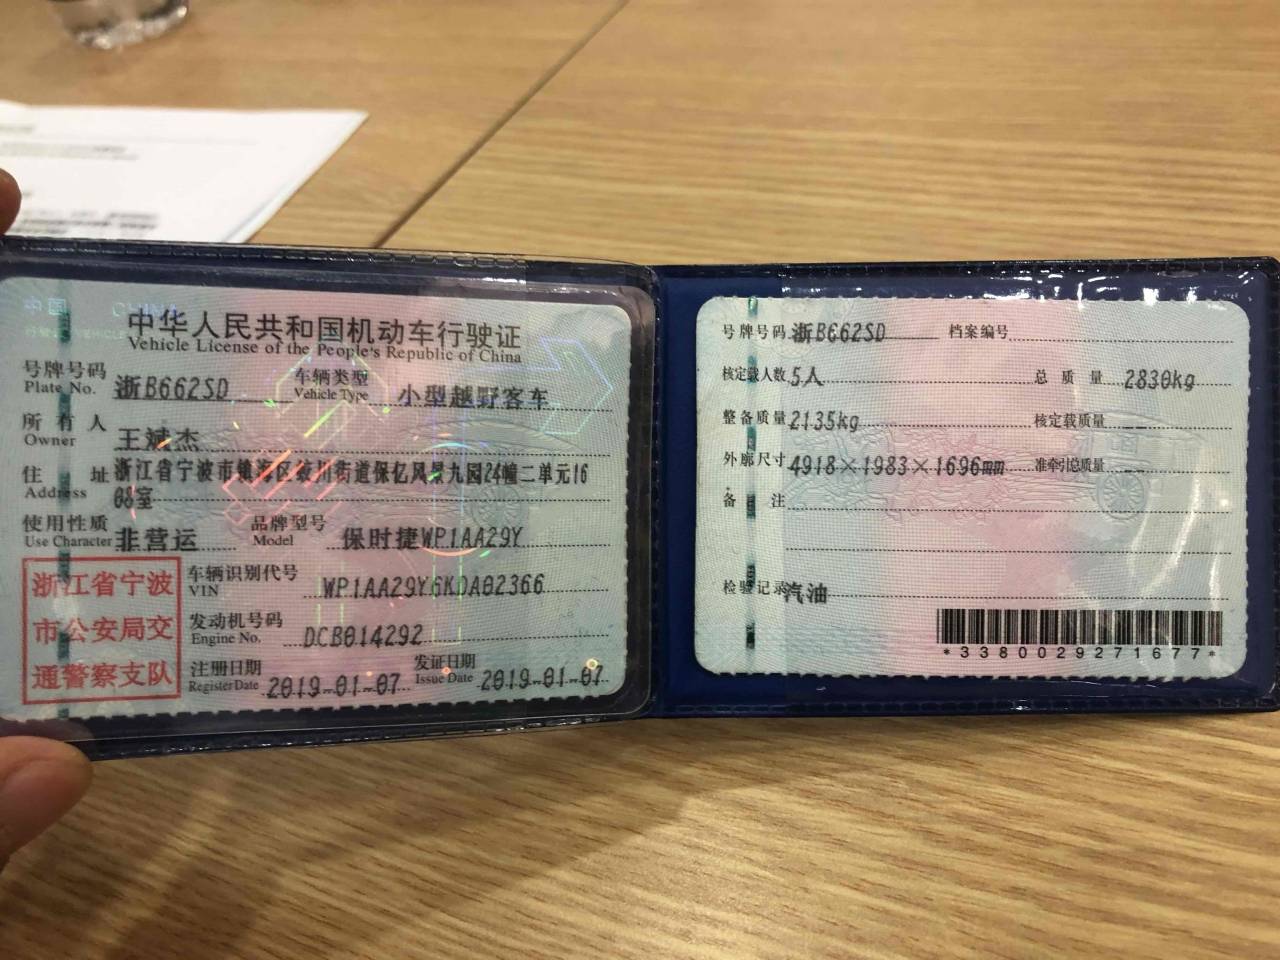 中国 CHINA
中华人民共和国机动车行驶证
Vehicle License of the People's Republic of China
号牌号码 浙B662SD 车辆类型 小型越野客车
Plate No. Vehicle Type
所有人 王斌杰
Owner
住址 浙江省宁波市镇海区蛟川街道保亿风景九园24幢二单元16
Address 08室
使用性质 非营运 品牌型号 保时捷WP1AA29Y
Use Character Model
浙江省宁波
市公安局交
通警察支队
车辆识别代号 WP1AA29Y6KDA02366
VIN
发动机号码 DCB014292
Engine No.
注册日期 2019-01-07 发证日期 2019-01-07
Register Date Issue Date
号牌号码 浙B662SD 档案编号
核定载人数 5人 总质量 2830kg
整备质量 2135kg 核定载质量
外廓尺寸 4918×1983×1696mm 准牵引总质量
备注
检验记录 汽油
*3380029271677*